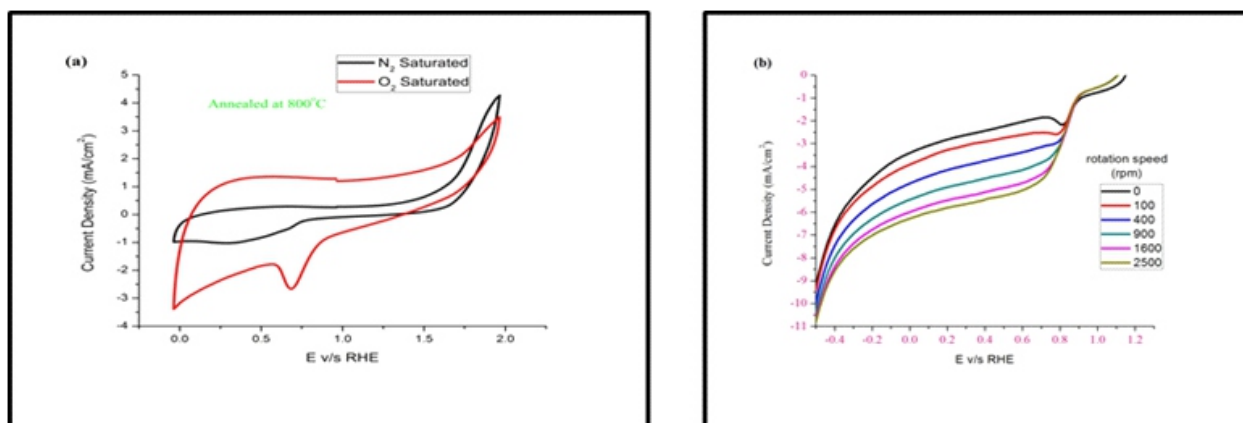 (a)
N2 Saturated
O2 Saturated
Annealed at 800°C
Current Density (mA/cm2)
5
4
3
2
1
0
-1
-2
-3
-4
0.0 0.5 1.0 1.5 2.0
E v/s RHE
(b)
Current Density (mA/cm2)
0
-1
-2
-3
-4
-5
-6
-7
-8
-9
-10
-11
rotation speed
(rpm)
0
100
400
900
1600
2500
-0.4 -0.2 0.0 0.2 0.4 0.6 0.8 1.0 1.2
E v/s RHE